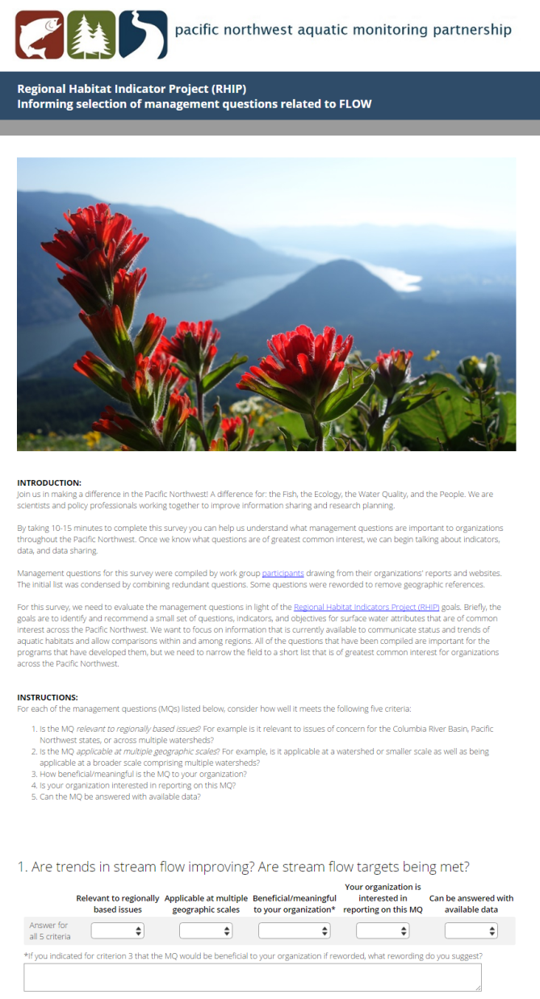 pacific northwest aquatic monitoring partnership
Regional Habitat Indicator Project (RHIP)
Informing selection of management questions related to FLOW
INTRODUCTION:
Join us in making a difference in the Pacific Northwest! A difference for: the Fish, the Ecology, the Water Quality, and the People. We are
scientists and policy professionals working together to improve information sharing and research planning.
By taking 10-15 minutes to complete this survey you can help us understand what management questions are important to organizations
throughout the Pacific Northwest. Once we know what questions are of greatest common interest, we can begin talking about indicators,
data, and data sharing.
Management questions for this survey were compiled by work group participants drawing from their organizations' reports and websites.
The initial list was condensed by combining redundant questions. Some questions were reworded to remove geographic references.
For this survey, we need to evaluate the management questions in light of the Regional Habitat Indicators Project (RHIP) goals. Briefly, the
goals are to identify and recommend a small set of questions, indicators, and objectives for surface water attributes that are of common
interest across the Pacific Northwest. We want to focus on information that is currently available to communicate status and trends of
aquatic habitats and allow comparisons within and among regions. All of the questions that have been compiled are important for the
programs that have developed them, but we need to narrow the field to a short list that is of greatest common interest for organizations
across the Pacific Northwest.
INSTRUCTIONS:
For each of the management questions (MQs) listed below, consider how well it meets the following five criteria:
1. Is the MQ relevant to regionally based issues? For example is it relevant to issues of concern for the Columbia River Basin, Pacific
Northwest states, or across multiple watersheds?
2. Is the MQ applicable at multiple geographic scales? For example, is it applicable at a watershed or smaller scale as well as being
applicable at a broader scale comprising multiple watersheds?
3. How beneficial/meaningful is the MQ to your organization?
4. Is your organization interested in reporting on this MQ?
5. Can the MQ be answered with available data?
1. Are trends in stream flow improving? Are stream flow targets being met?
Relevant to regionally
based issues
Applicable at multiple
geographic scales
Beneficial/meaningful
to your organization*
Your organization is
interested in
reporting on this MQ
Can be answered with
available data
Answer for
all 5 criteria
*If you indicated for criterion 3 that the MQ would be beneficial to your organization if reworded, what rewording do you suggest?